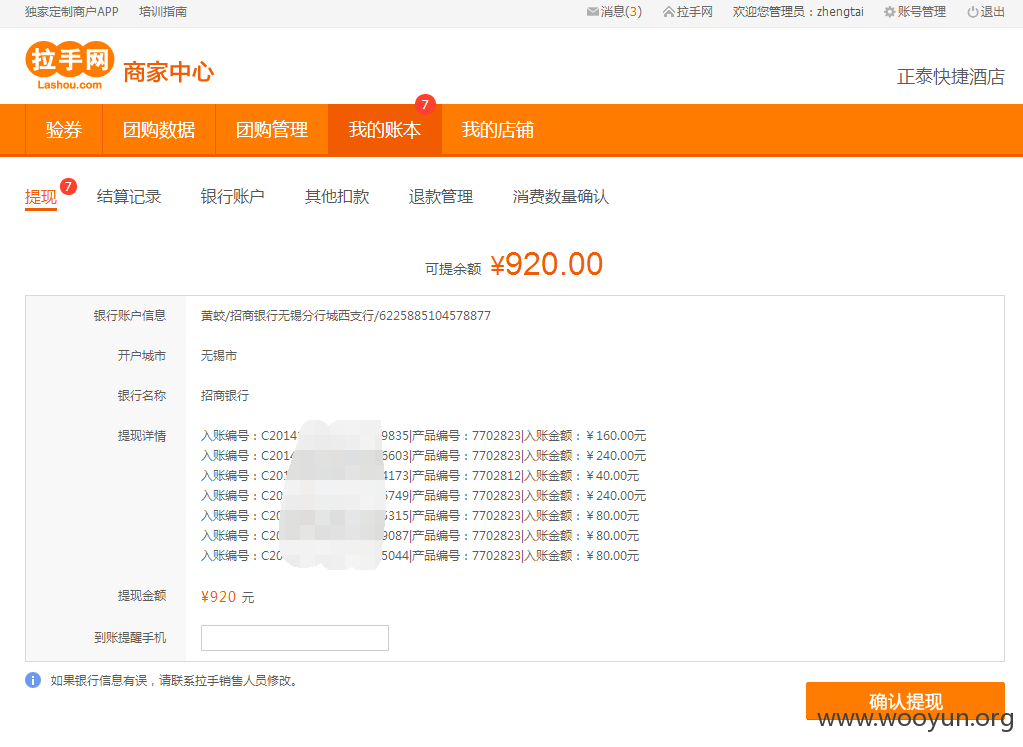 独家定制商户APP 培训指南 消息(3) 拉手网 欢迎您管理员：zhengtai 账号管理 退出
拉手网 商家中心
Lashou.com
正泰快捷酒店
验券 团购数据 团购管理 我的账本 7 我的店铺
提现 7 结算记录 银行账户 其他扣款 退款管理 消费数量确认
可提余额 ¥920.00
银行账户信息 黄蛟/招商银行无锡分行城西支行/6225885104578877
开户城市 无锡市
银行名称 招商银行
提现详情 入账编号：C2014 9835|产品编号：7702823|入账金额：￥160.00元
入账编号：C2014 6603|产品编号：7702823|入账金额：￥240.00元
入账编号：C201 4173|产品编号：7702812|入账金额：￥40.00元
入账编号：C20 6749|产品编号：7702823|入账金额：￥240.00元
入账编号：C20 5315|产品编号：7702823|入账金额：￥80.00元
入账编号：C20 9087|产品编号：7702823|入账金额：￥80.00元
入账编号：C20 5044|产品编号：7702823|入账金额：￥80.00元
提现金额 ¥920 元
到账提醒手机
如果银行信息有误，请联系拉手销售人员修改。
确认提现
www.wooyun.org